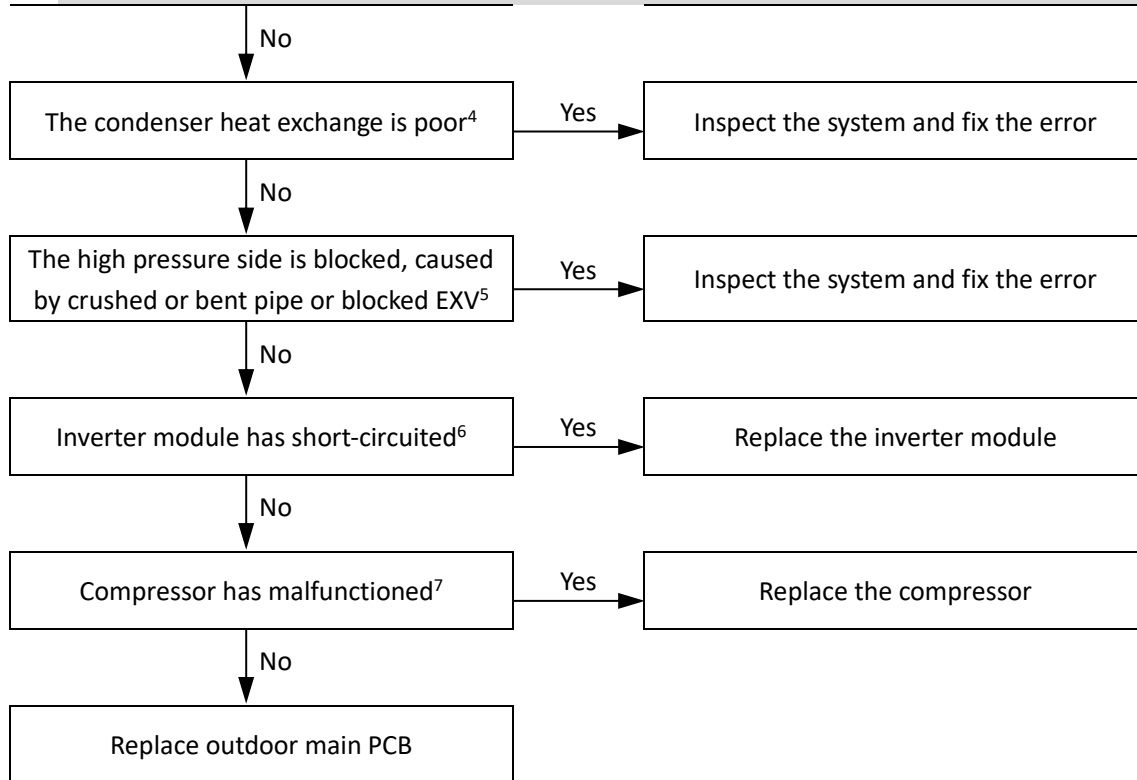 No
The condenser heat exchange is poor⁴
Yes
Inspect the system and fix the error
No
The high pressure side is blocked, caused
by crushed or bent pipe or blocked EXV⁵
Yes
Inspect the system and fix the error
No
Inverter module has short-circuited⁶
Yes
Replace the inverter module
No
Compressor has malfunctioned⁷
Yes
Replace the compressor
No
Replace outdoor main PCB